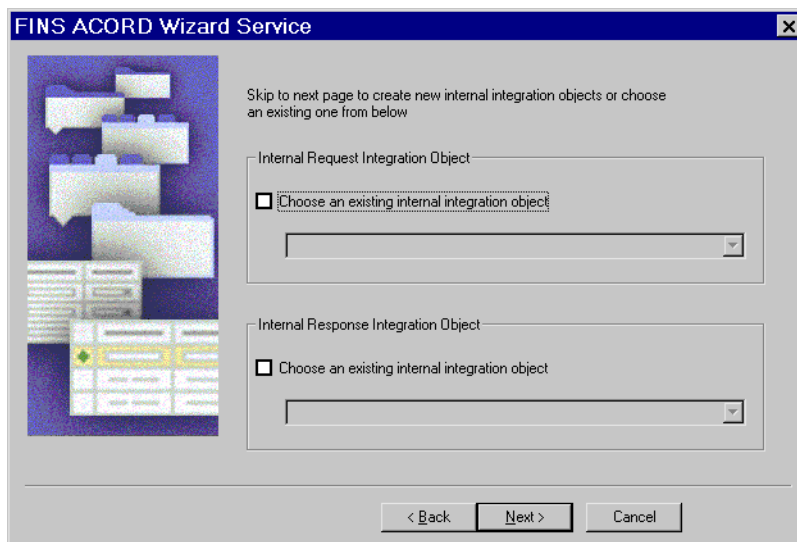 FINS ACORD Wizard Service
Skip to next page to create new internal integration objects or choose
an existing one from below
Internal Request Integration Object
Choose an existing internal integration object
Internal Response Integration Object
Choose an existing internal integration object
< Back
Next >
Cancel